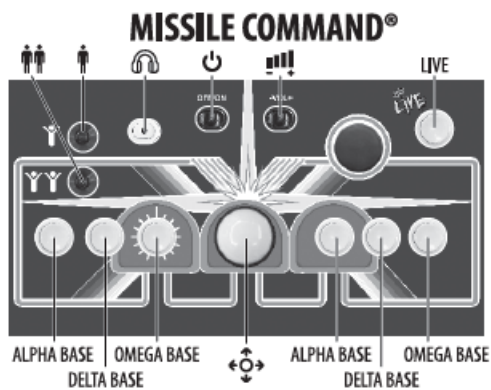 MISSILE COMMAND®
LIVE
OFF/ON
-VOL+
LIVE
ALPHA BASE OMEGA BASE ALPHA BASE OMEGA BASE
DELTA BASE DELTA BASE